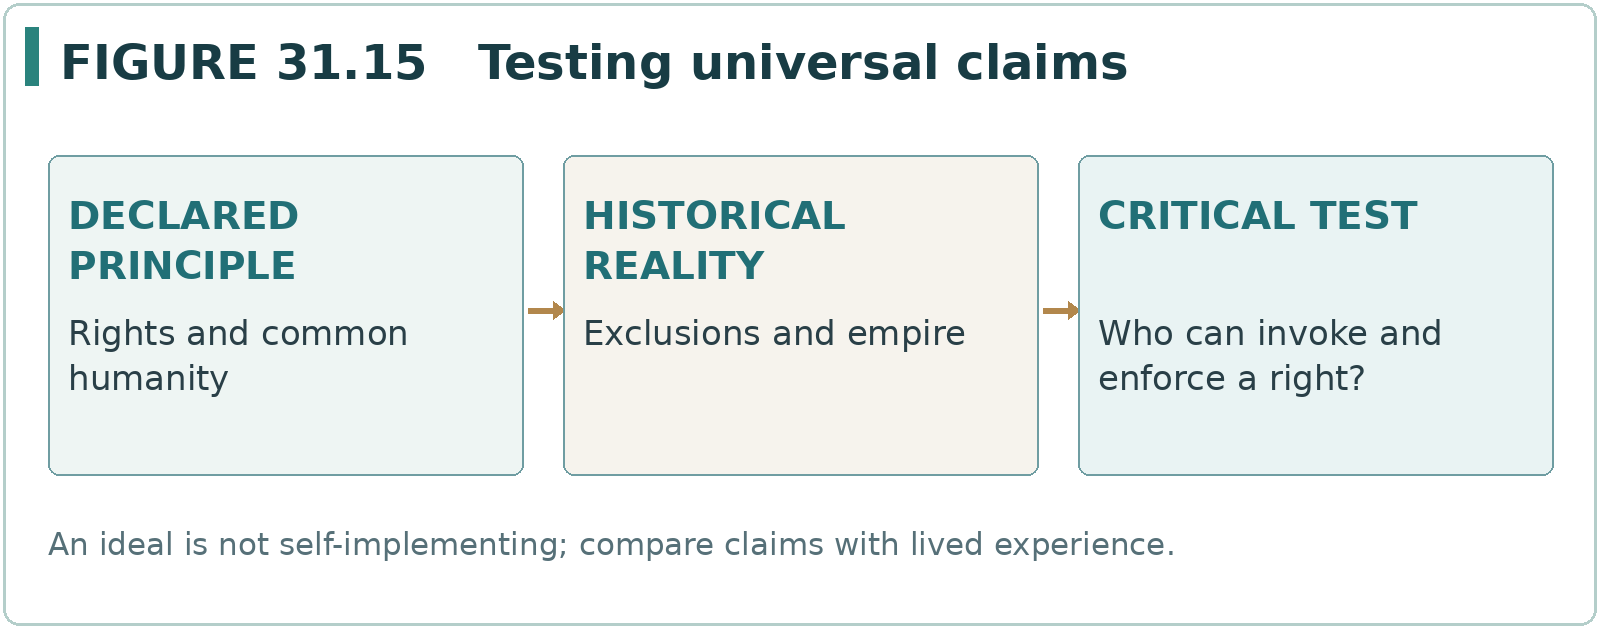 FIGURE 31.15 Testing universal claims
DECLARED
PRINCIPLE
Rights and common
humanity
HISTORICAL
REALITY
Exclusions and empire
CRITICAL TEST
Who can invoke and
enforce a right?
An ideal is not self-implementing; compare claims with lived experience.